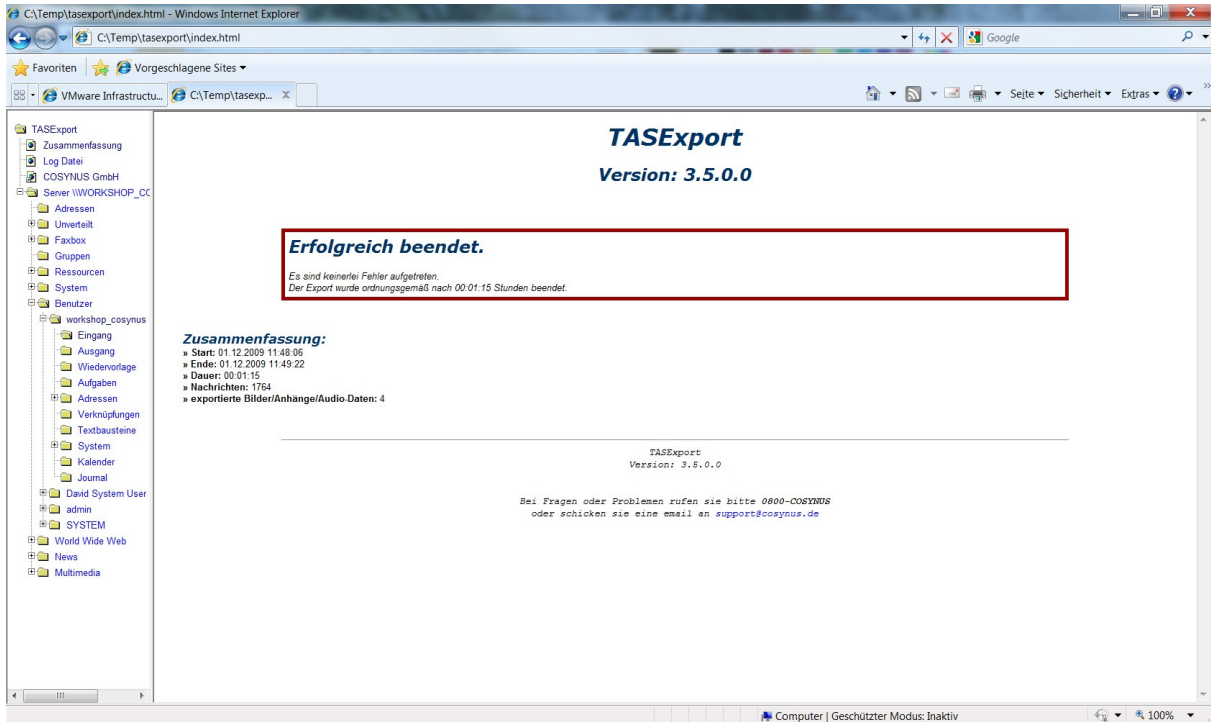 C:\Temp\tasexport\index.html - Windows Internet Explorer
C:\Temp\tasexport\index.html
Google
Favoriten
Vorgeschlagene Sites
VMware Infrastructu...
C:\Temp\tasexp...
X
Seite
Sicherheit
Extras
»
TASExport
Zusammenfassung
Log Datei
COSYNUS GmbH
Server \\WORKSHOP_CC
Adressen
Unverteilt
Faxbox
Gruppen
Ressourcen
System
Benutzer
workshop_cosynus
Eingang
Ausgang
Wiedervorlage
Aufgaben
Adressen
Verknüpfungen
Textbausteine
System
Kalender
Journal
David System User
admin
SYSTEM
World Wide Web
News
Multimedia
TASExport
Version: 3.5.0.0
Erfolgreich beendet.
Es sind keinerlei Fehler aufgetreten.
Der Export wurde ordnungsgemäß nach 00:01:15 Stunden beendet.
Zusammenfassung:
» Start: 01.12.2009 11:48:06
» Ende: 01.12.2009 11:49:22
» Dauer: 00:01:15
» Nachrichten: 1764
» exportierte Bilder/Anhänge/Audio-Daten: 4
TASExport
Version: 3.5.0.0
Bei Fragen oder Problemen rufen sie bitte 0800-COSYNUS
oder schicken sie eine email an support@cosynus.de
Computer | Geschützter Modus: Inaktiv
100%